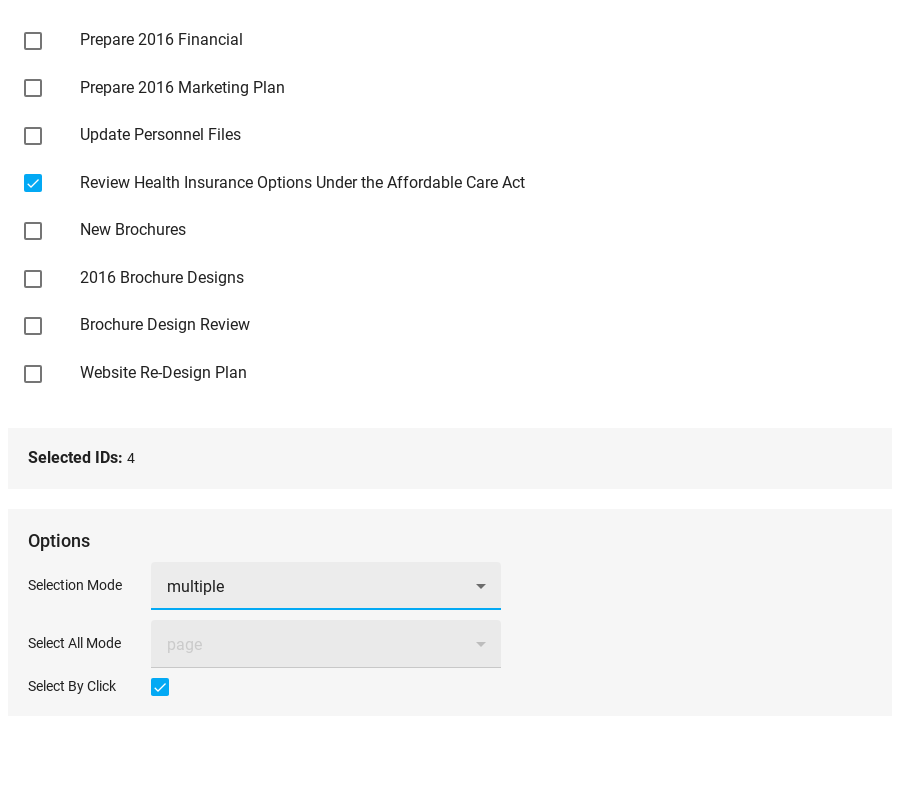 Prepare 2016 Financial
Prepare 2016 Marketing Plan
Update Personnel Files
Review Health Insurance Options Under the Affordable Care Act
New Brochures
2016 Brochure Designs
Brochure Design Review
Website Re-Design Plan
Selected IDs: 4
Options
Selection Mode multiple
Select All Mode page
Select By Click